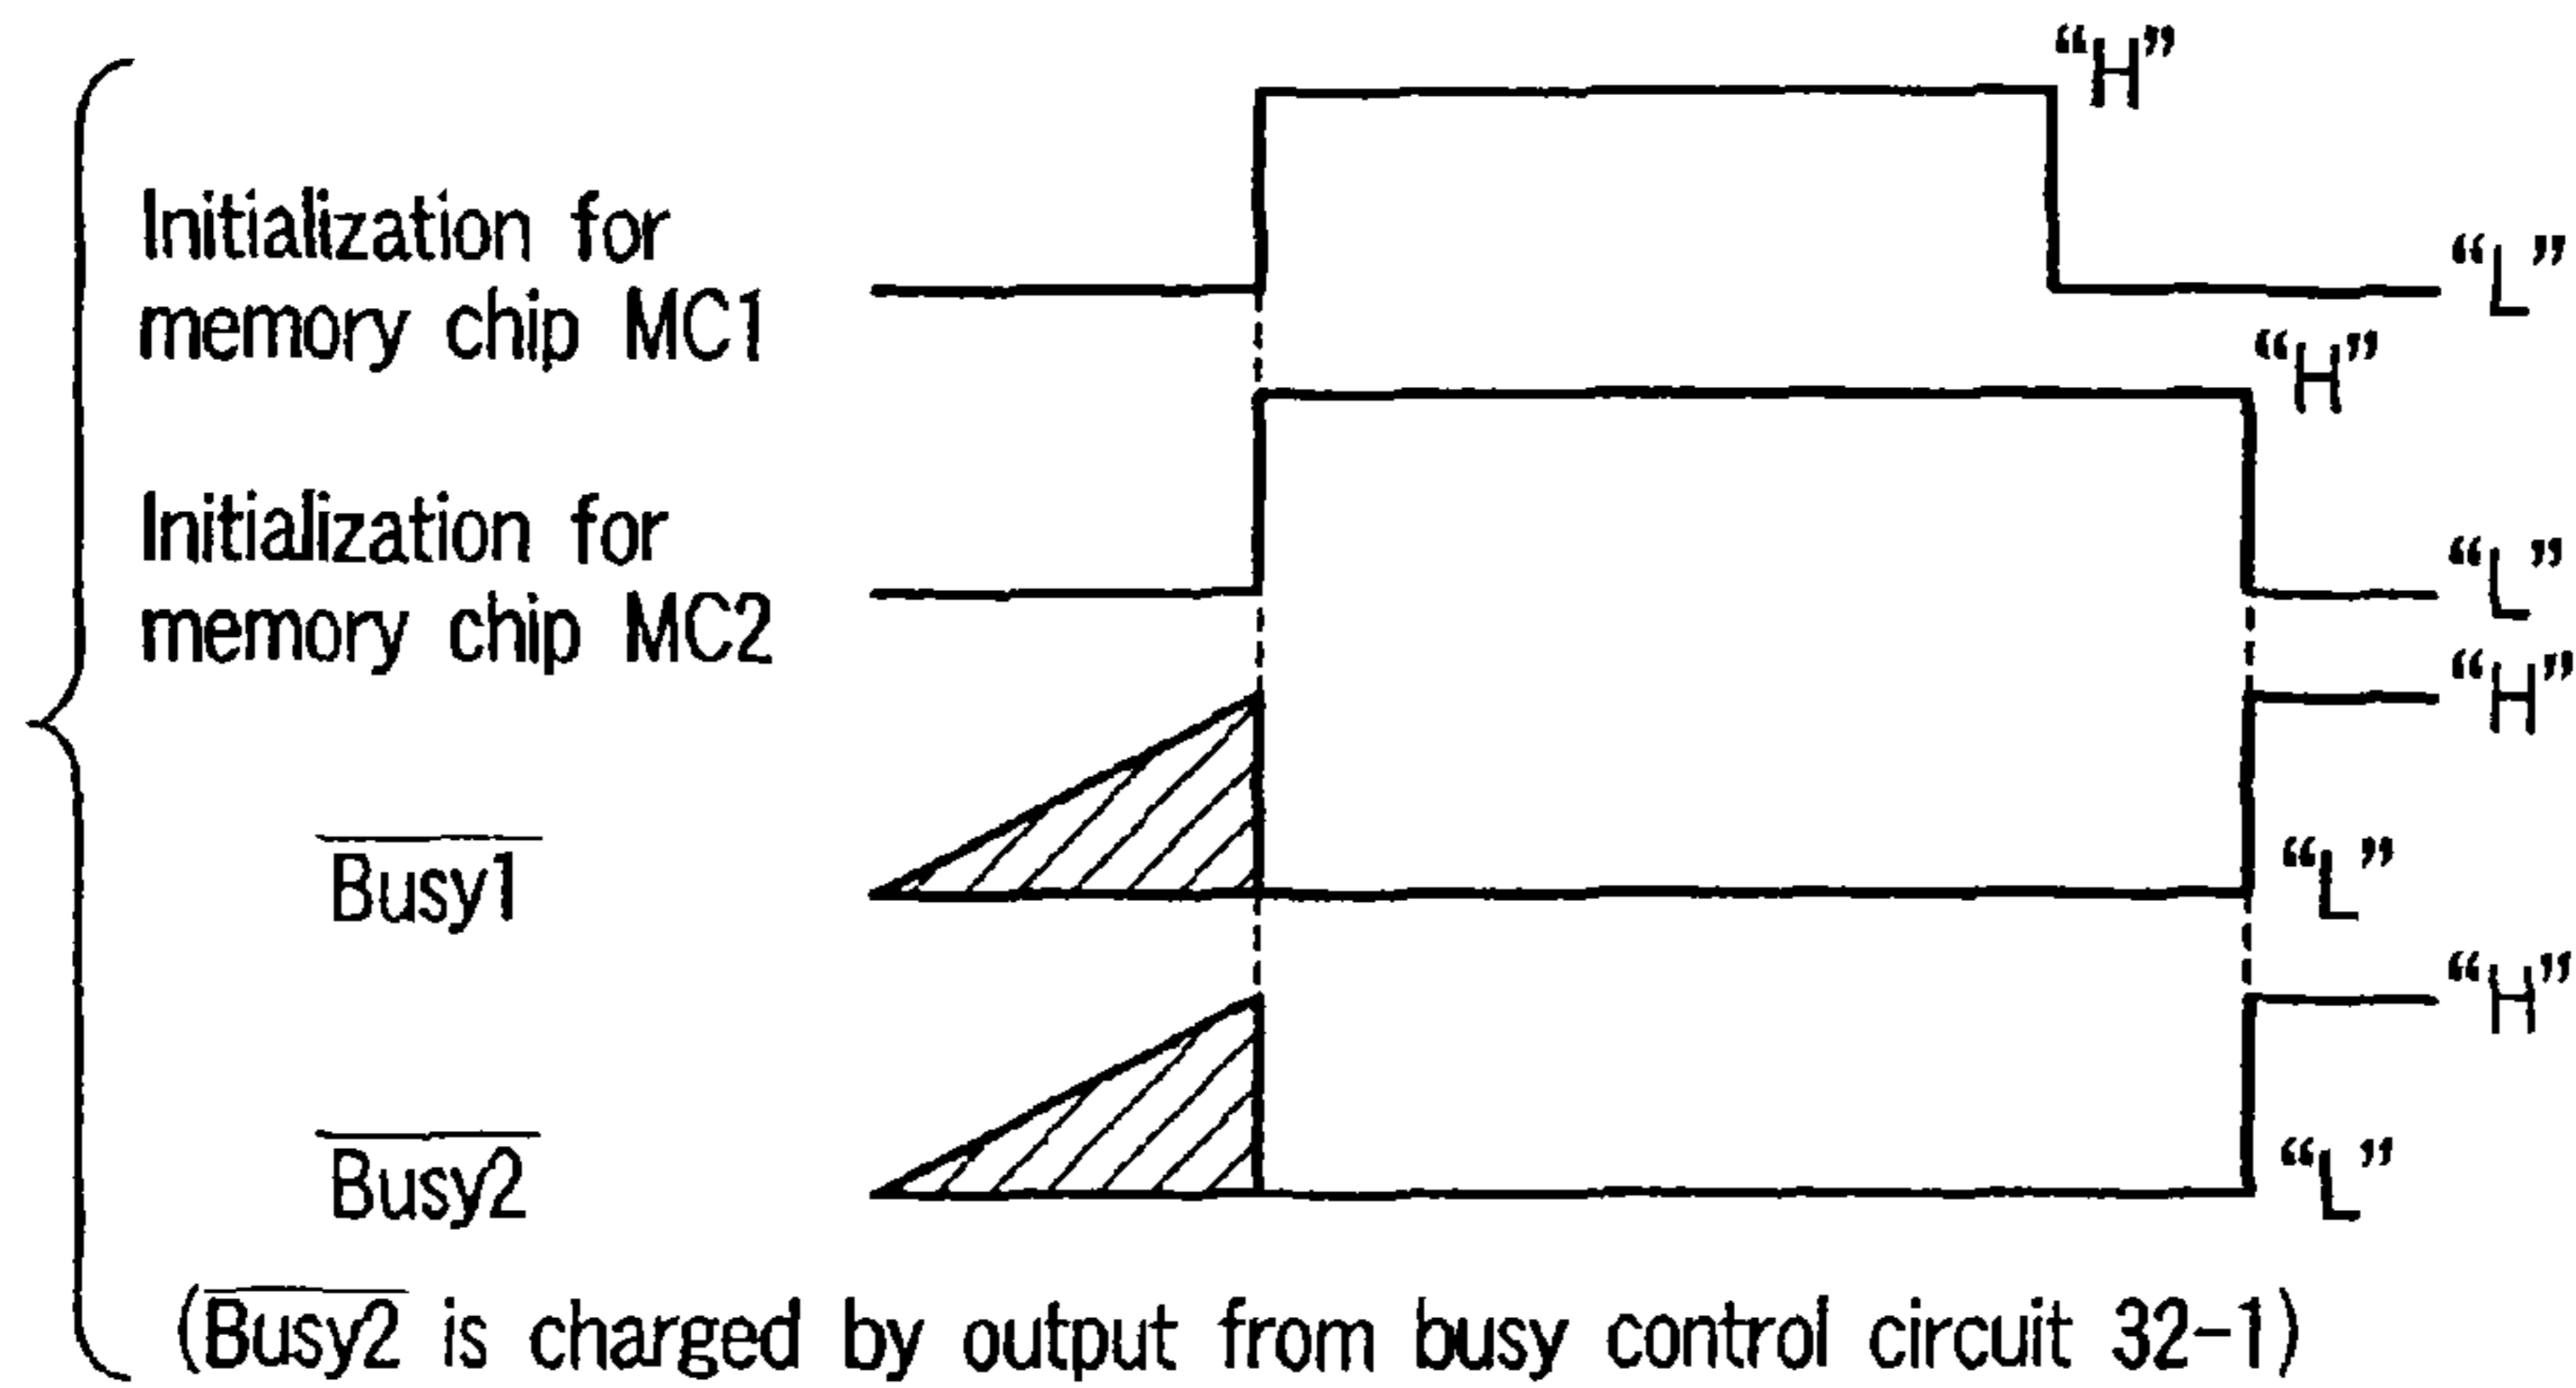 “H”
Initialization for
memory chip MC1
“L”
“H”
Initialization for
memory chip MC2
“L”
“H”
Busy1
“L”
“H”
Busy2
“L”
(Busy2 is charged by output from busy control circuit 32-1)